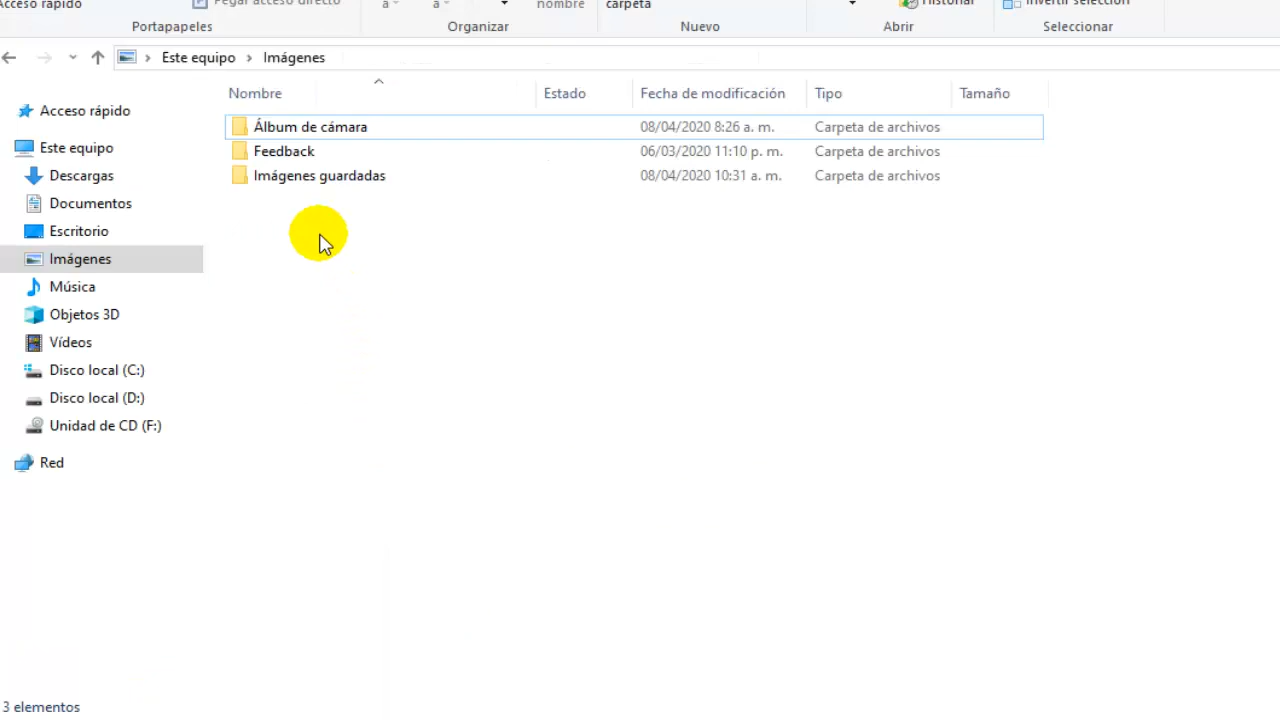 Acceso rápido Pegar acceso directo a a nombre carpeta Historial Invertir selección
Portapapeles Organizar Nuevo Abrir Seleccionar
Este equipo > Imágenes
Nombre Estado Fecha de modificación Tipo Tamaño
Acceso rápido
Este equipo
Descargas
Documentos
Escritorio
Imágenes
Música
Objetos 3D
Vídeos
Disco local (C:)
Disco local (D:)
Unidad de CD (F:)
Red
Álbum de cámara 08/04/2020 8:26 a. m. Carpeta de archivos
Feedback 06/03/2020 11:10 p. m. Carpeta de archivos
Imágenes guardadas 08/04/2020 10:31 a. m. Carpeta de archivos
3 elementos